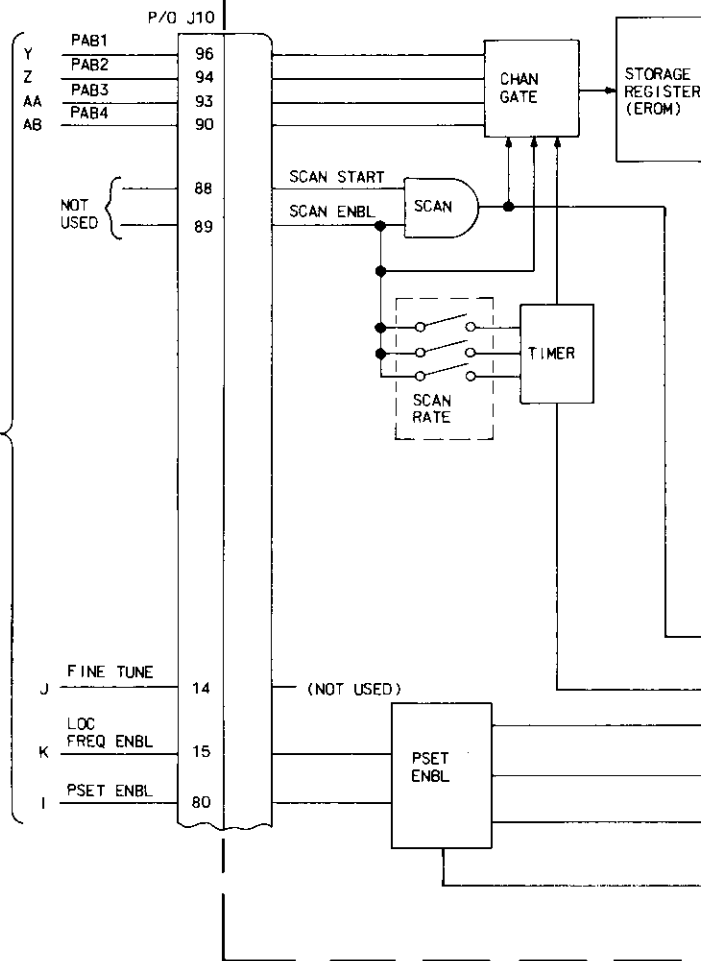 P/O J10
Y PAB1 96
Z PAB2 94
AA PAB3 93
AB PAB4 90
CHAN
GATE
STORAGE
REGISTER
(EROM)
NOT
USED
88 SCAN START
89 SCAN ENBL
SCAN
SCAN
RATE
TIMER
J FINE TUNE 14 (NOT USED)
K LOC
FREQ ENBL 15
I PSET ENBL 80
PSET
ENBL